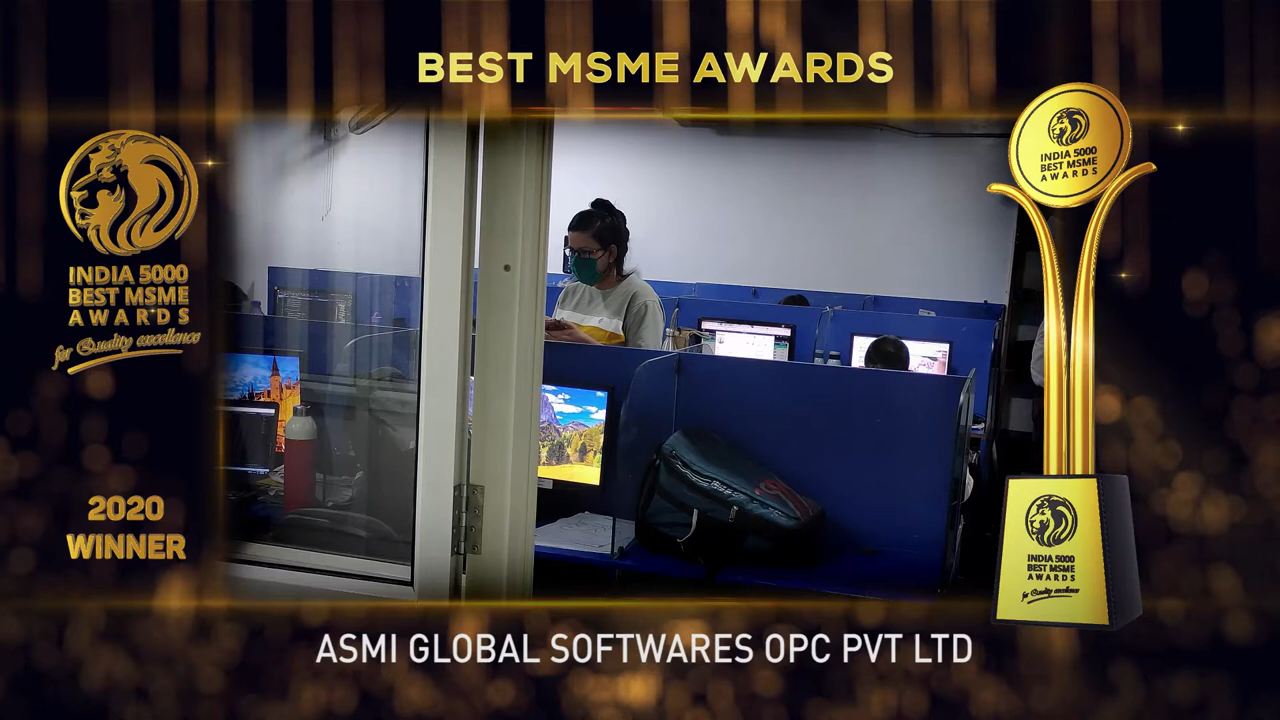 BEST MSME AWARDS
INDIA 5000
BEST MSME
AWARDS
for Quality excellence
2020
WINNER
INDIA 5000
BEST MSME
AWARDS
INDIA 5000
BEST MSME
AWARDS
for Quality excellence
ASMI GLOBAL SOFTWARES OPC PVT LTD